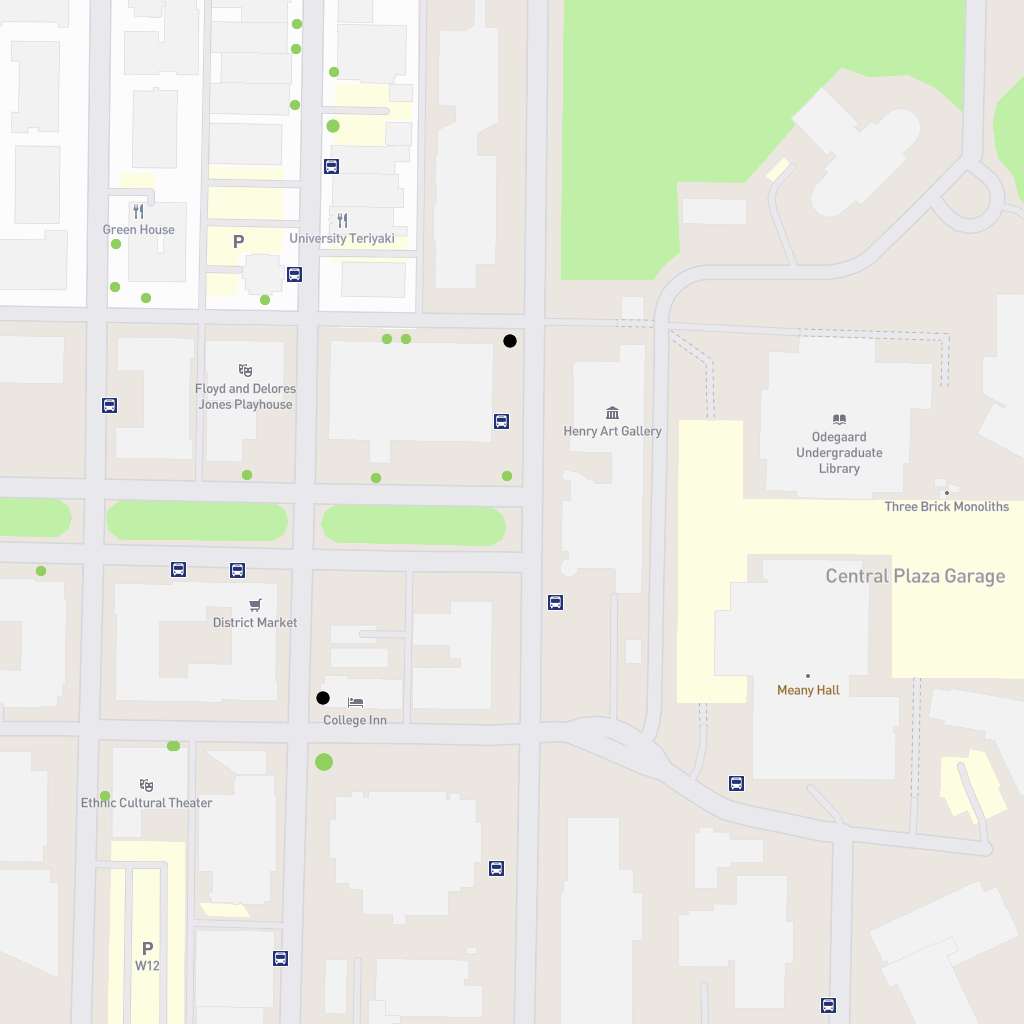 Green House
P
University Teriyaki
Floyd and Delores
Jones Playhouse
Henry Art Gallery
Odegaard
Undergraduate
Library
Three Brick Monoliths
Central Plaza Garage
District Market
Meany Hall
College Inn
Ethnic Cultural Theater
P
W12